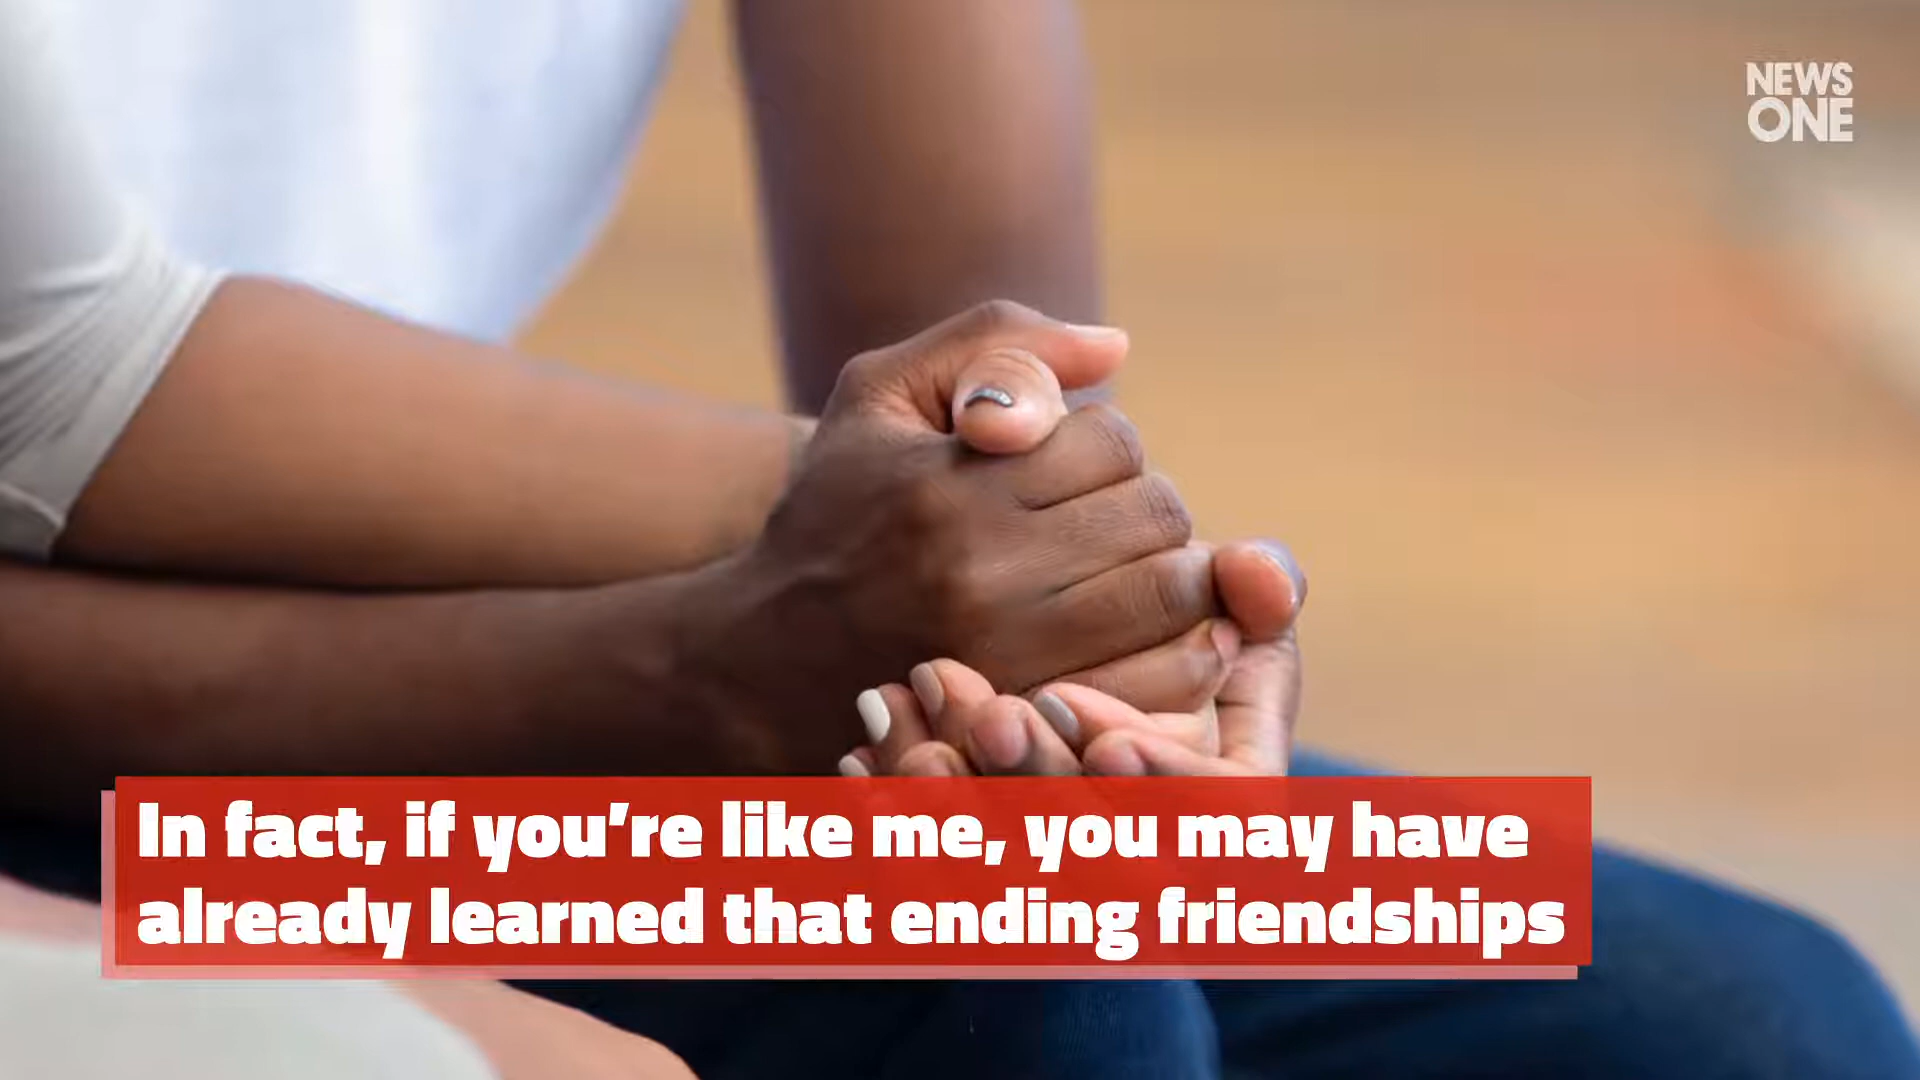 NEWS
ONE
In fact, if you're like me, you may have
already learned that ending friendships